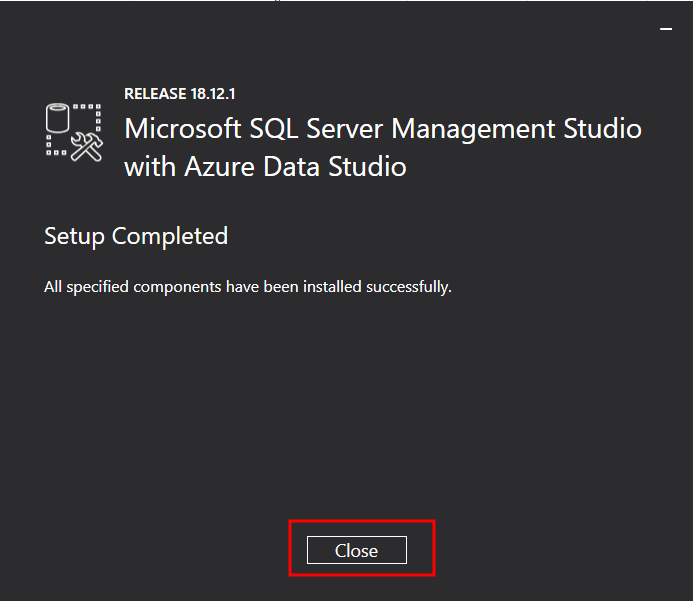 RELEASE 18.12.1
Microsoft SQL Server Management Studio
with Azure Data Studio
Setup Completed
All specified components have been installed successfully.
Close